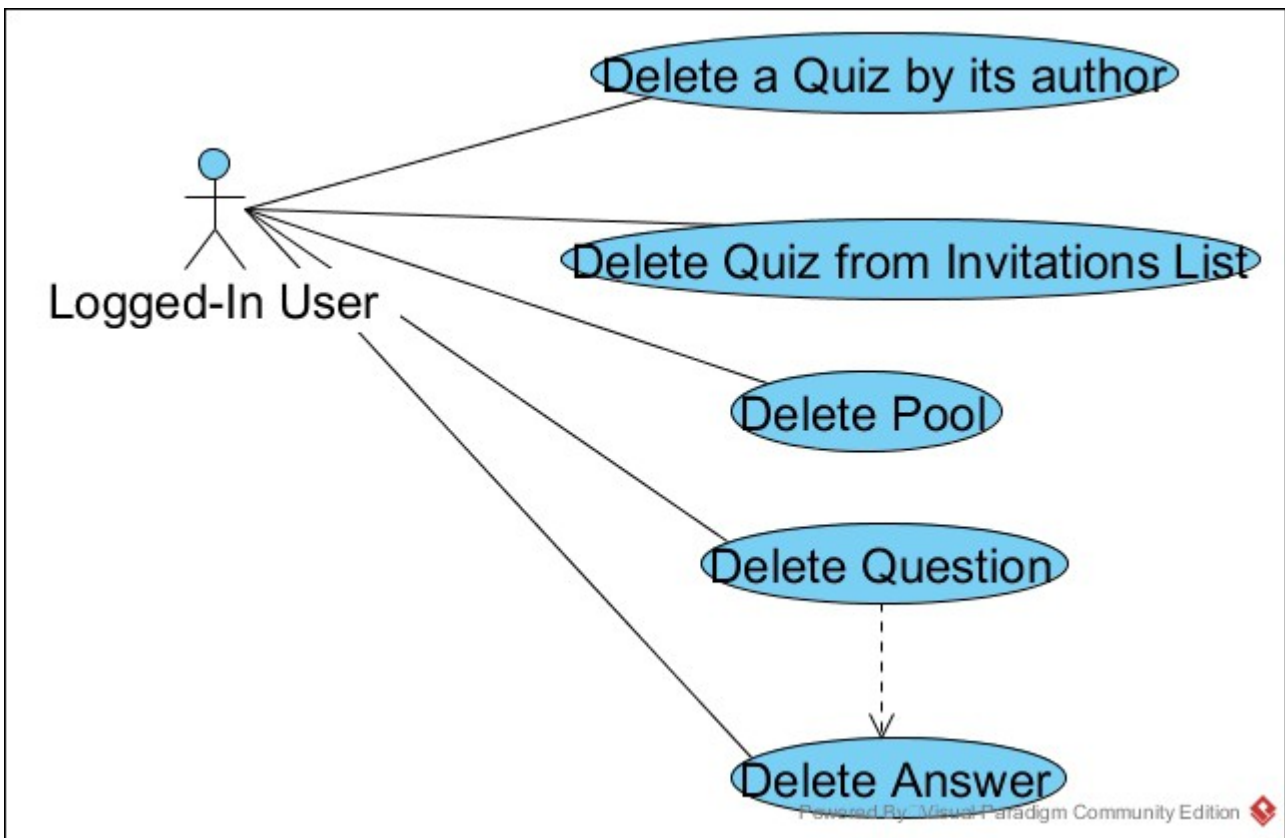 Delete a Quiz by its author
Delete Quiz from Invitations List
Logged-In User
Delete Pool
Delete Question
Delete Answer
Powered By Visual Paradigm Community Edition